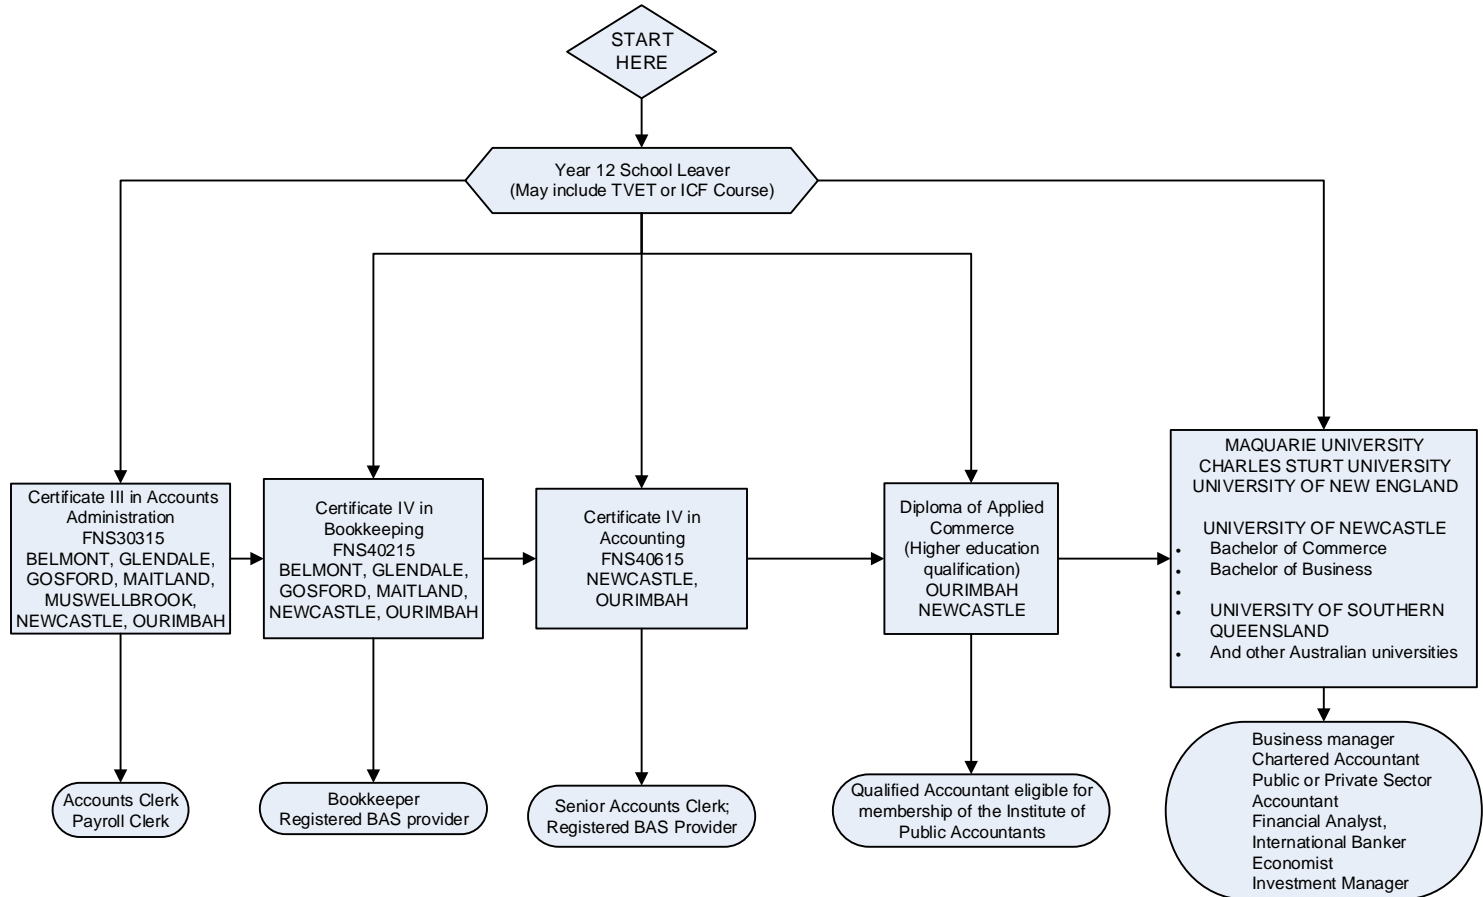 START
HERE
Year 12 School Leaver
(May include TVET or ICF Course)
Certificate III in Accounts
Administration
FNS30315
BELMONT, GLENDALE,
GOSFORD, MAITLAND,
MUSWELLBROOK,
NEWCASTLE, OURIMBAH
Certificate IV in
Bookkeeping
FNS40215
BELMONT, GLENDALE,
GOSFORD, MAITLAND,
NEWCASTLE, OURIMBAH
Certificate IV in
Accounting
FNS40615
NEWCASTLE,
OURIMBAH
Diploma of Applied
Commerce
(Higher education
qualification)
OURIMBAH
NEWCASTLE
MAQUARIE UNIVERSITY
CHARLES STURT UNIVERSITY
UNIVERSITY OF NEW ENGLAND
UNIVERSITY OF NEWCASTLE
• Bachelor of Commerce
• Bachelor of Business
•
• UNIVERSITY OF SOUTHERN
QUEENSLAND
• And other Australian universities
Accounts Clerk
Payroll Clerk
Bookkeeper
Registered BAS provider
Senior Accounts Clerk;
Registered BAS Provider
Qualified Accountant eligible for
membership of the Institute of
Public Accountants
Business manager
Chartered Accountant
Public or Private Sector
Accountant
Financial Analyst,
International Banker
Economist
Investment Manager